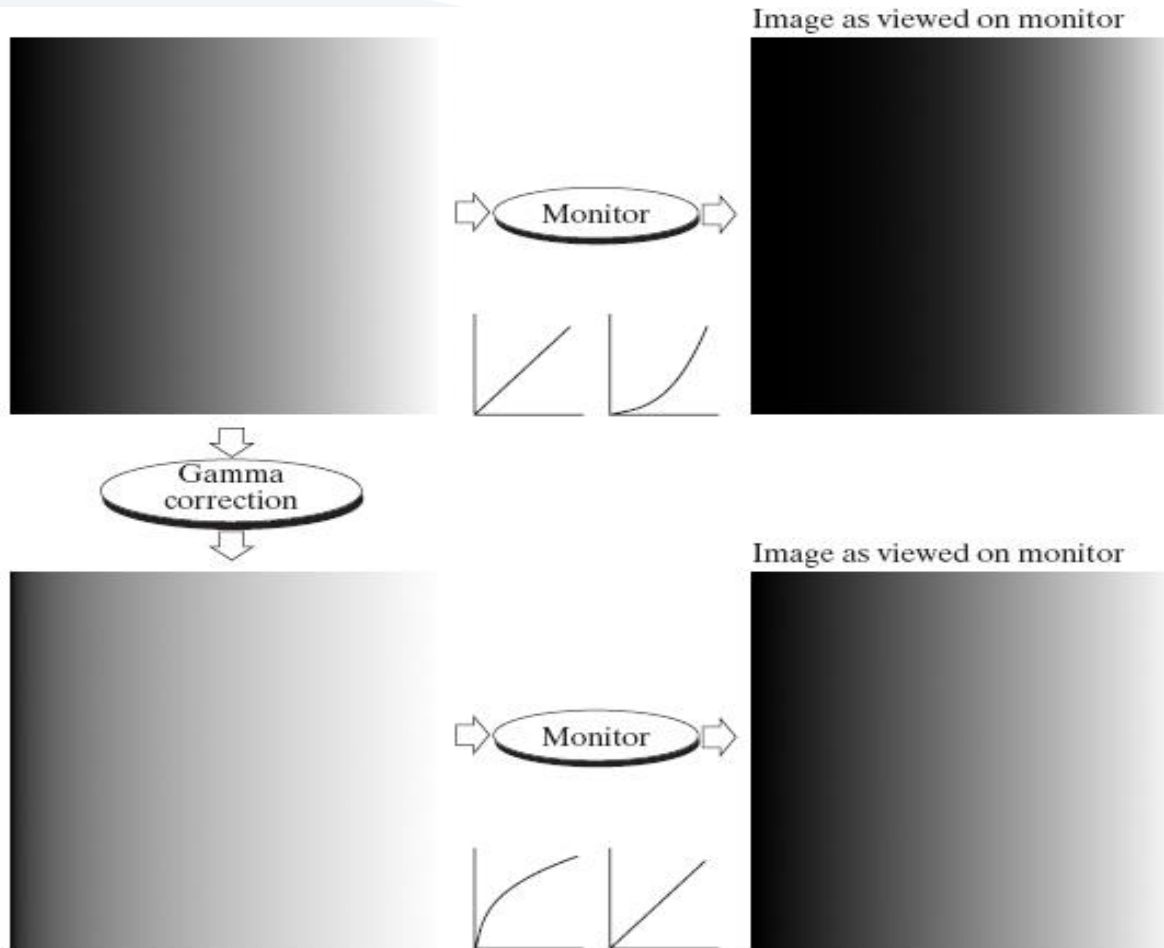 Image as viewed on monitor
Monitor
Gamma
correction
Image as viewed on monitor
Monitor